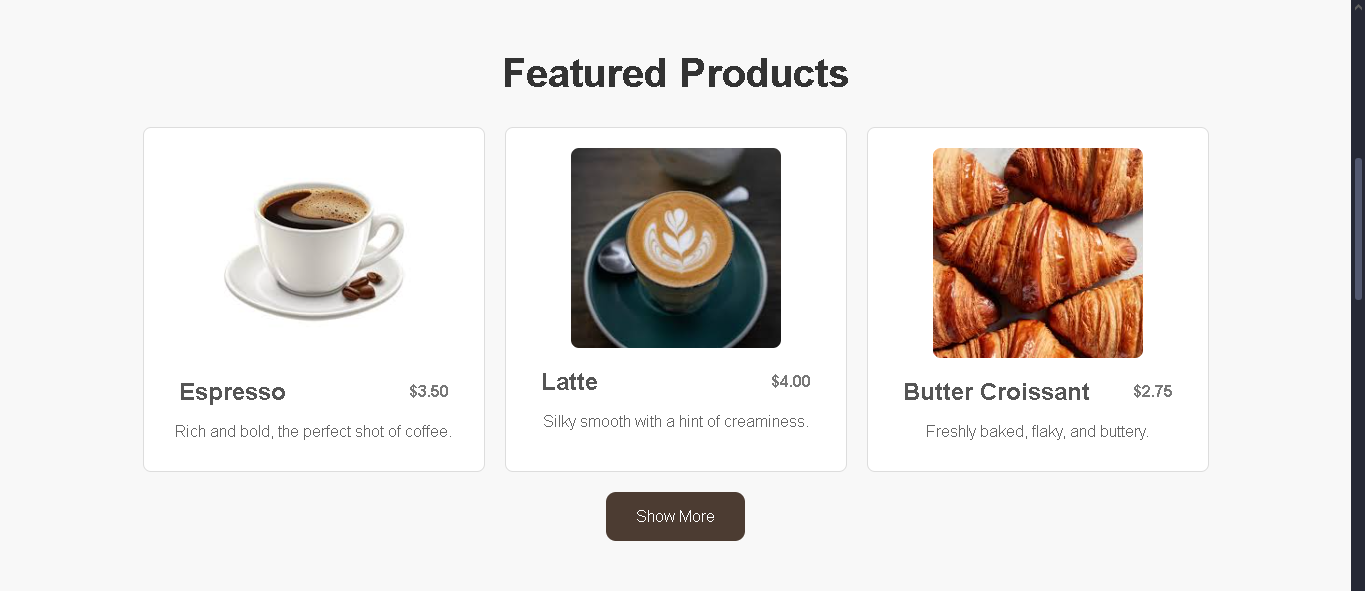 Featured Products
Espresso $3.50
Rich and bold, the perfect shot of coffee.
Latte $4.00
Silky smooth with a hint of creaminess.
Butter Croissant $2.75
Freshly baked, flaky, and buttery.
Show More